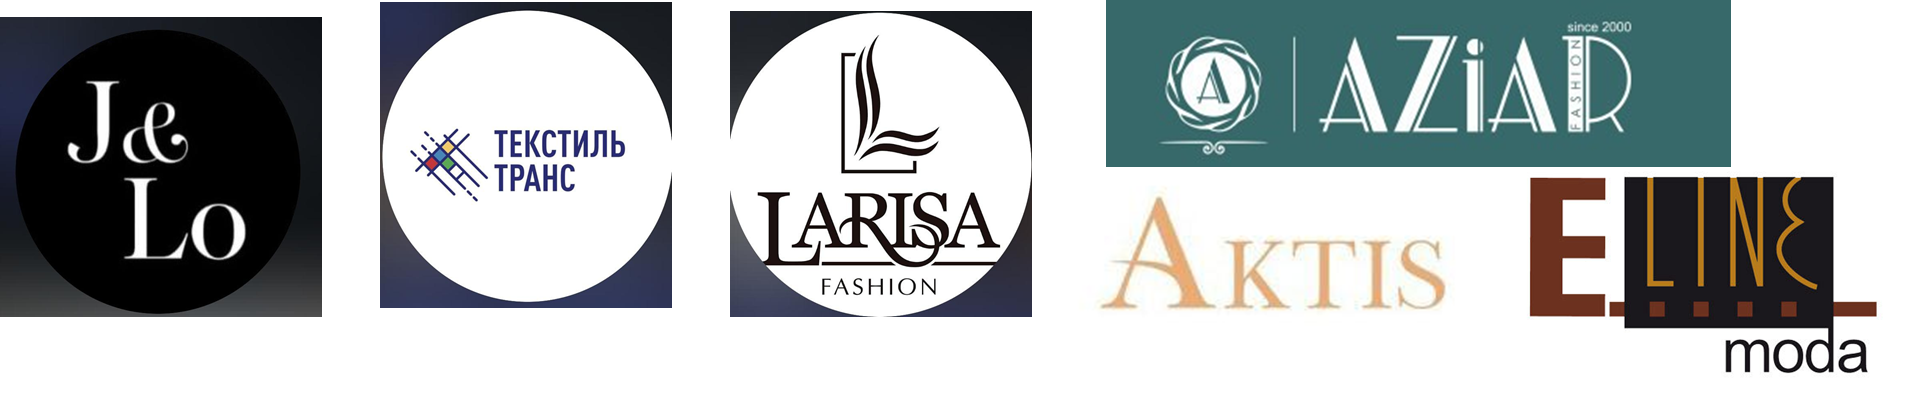 J&
Lo
ТЕКСТИЛЬ
ТРАНС
LARISA
FASHION
A
since 2000
AZiAR
FASHION
AKTIS
E LINE
moda